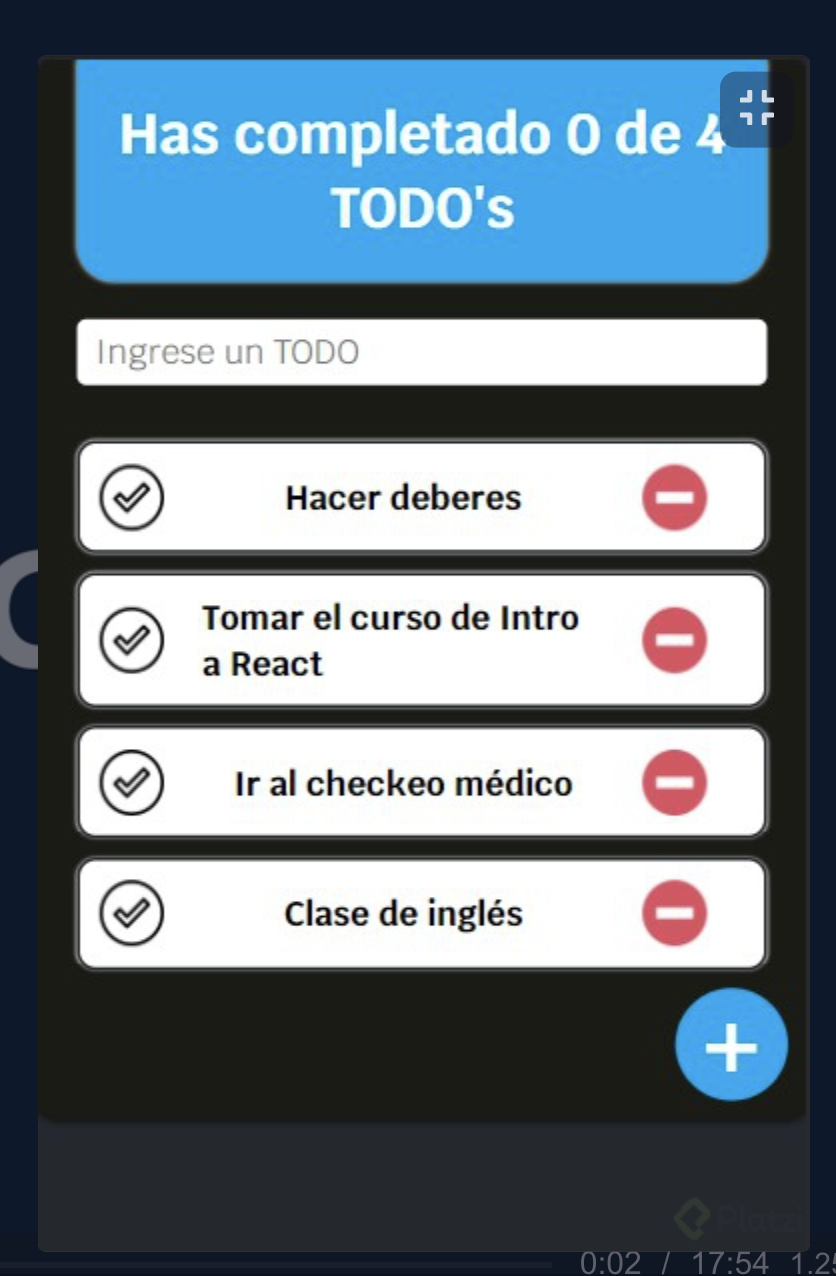 Has completado 0 de 4
TODO's
Ingrese un TODO
Hacer deberes
Tomar el curso de Intro
a React
Ir al checkeo médico
Clase de inglés
Platzi
0:02 / 17:54 1.25